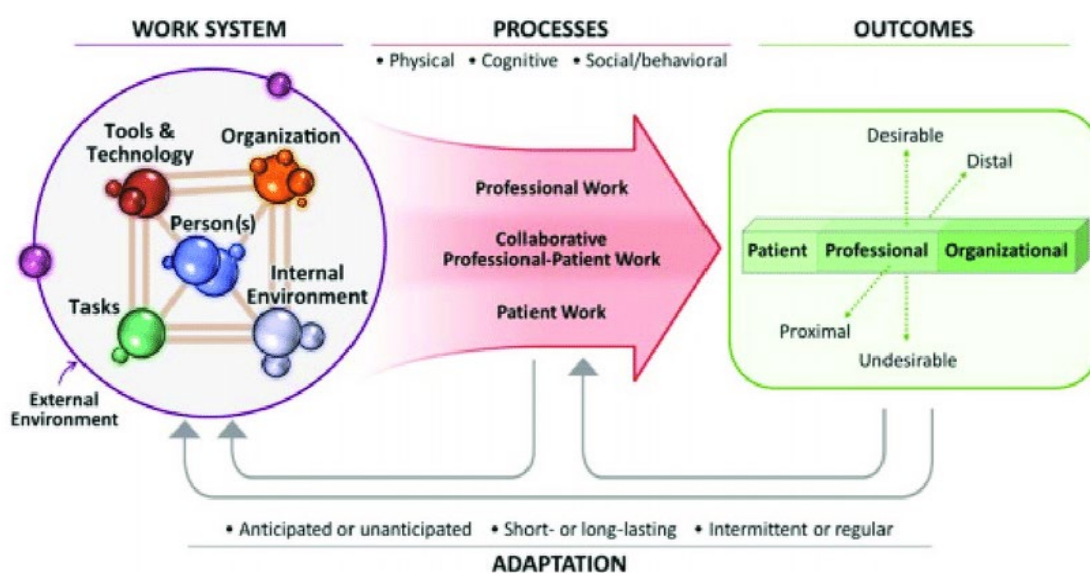 WORK SYSTEM
PROCESSES
OUTCOMES
• Physical • Cognitive • Social/behavioral
Tools &
Technology
Organization
Person(s)
Internal
Environment
Tasks
External
Environment
Professional Work
Collaborative
Professional-Patient Work
Patient Work
Desirable
Distal
Patient
Professional
Organizational
Proximal
Undesirable
• Anticipated or unanticipated • Short- or long-lasting • Intermittent or regular
ADAPTATION